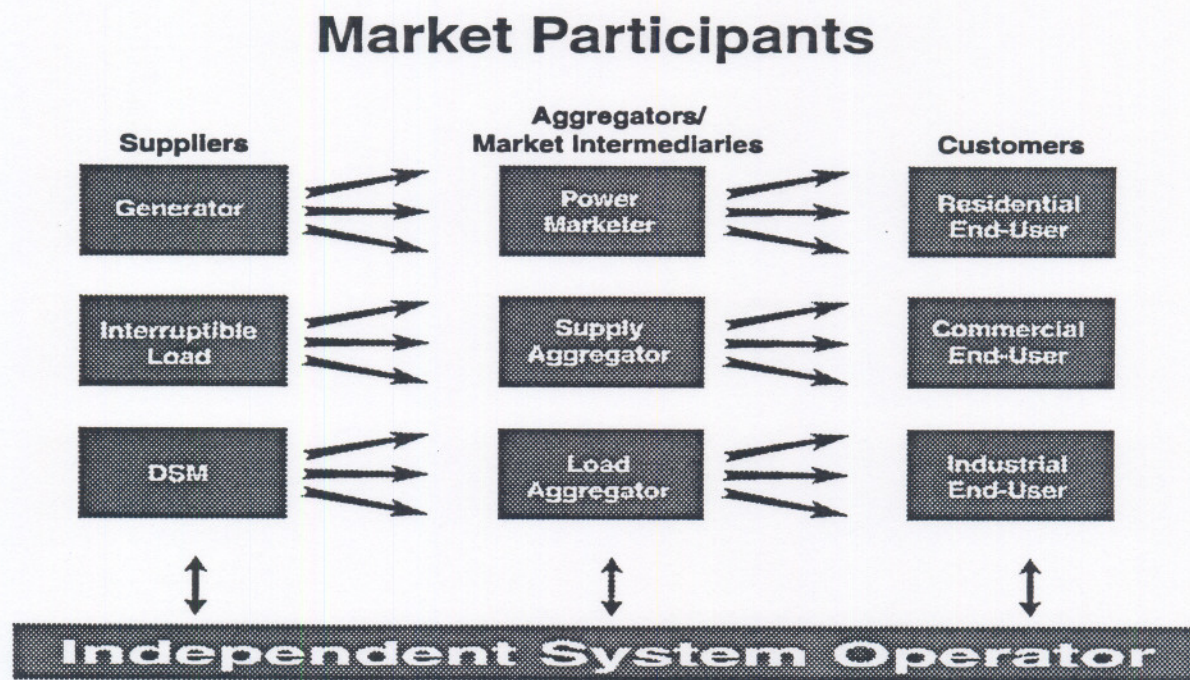 Market Participants
Suppliers
Aggregators/
Market Intermediaries
Customers
Generator
Power
Marketer
Residential
End-User
Interruptible
Load
Supply
Aggregator
Commercial
End-User
DSM
Load
Aggregator
Industrial
End-User
Independent System Operator